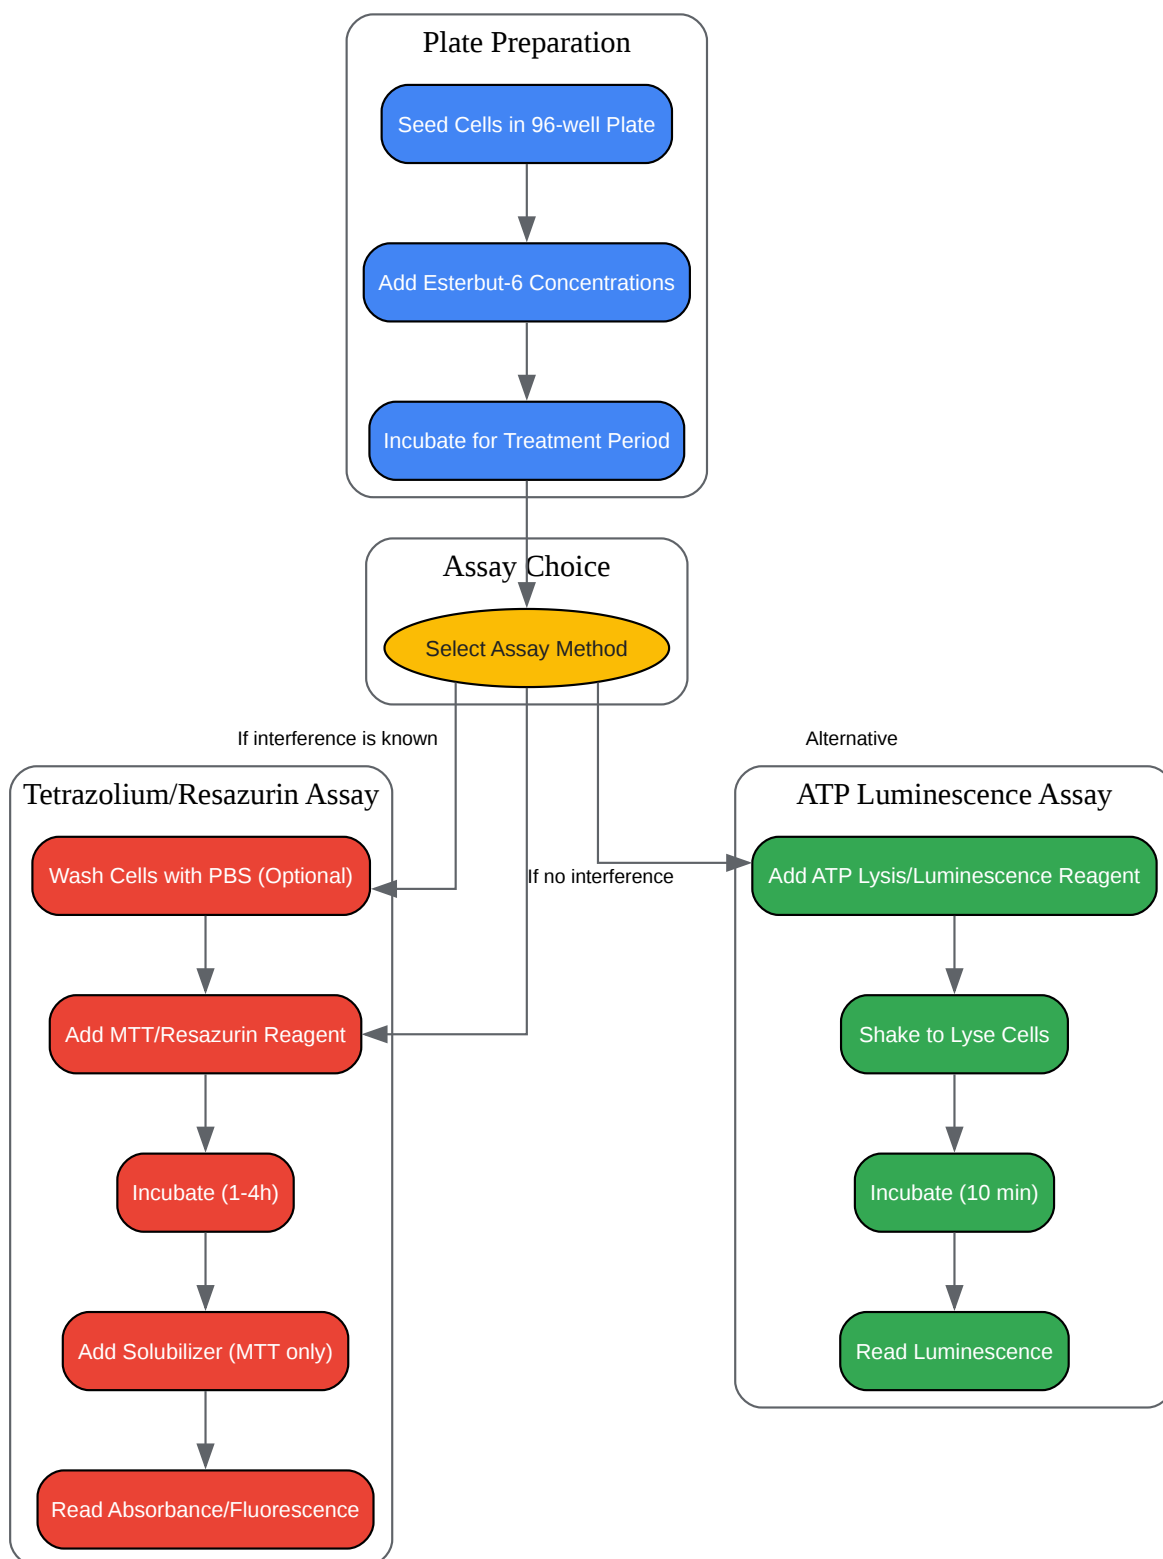 Plate Preparation
Seed Cells in 96-well Plate
Add Esterbut-6 Concentrations
Incubate for Treatment Period
Assay Choice
Select Assay Method
If interference is known
Alternative
If no interference
Tetrazolium/Resazurin Assay
Wash Cells with PBS (Optional)
Add MTT/Resazurin Reagent
Incubate (1-4h)
Add Solubilizer (MTT only)
Read Absorbance/Fluorescence
ATP Luminescence Assay
Add ATP Lysis/Luminescence Reagent
Shake to Lyse Cells
Incubate (10 min)
Read Luminescence